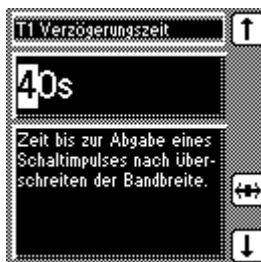 T1 Verzögerungszeit
40s
Zeit bis zur Abgabe eines
Schaltimpulses nach über-
schreiten der Bandbreite.